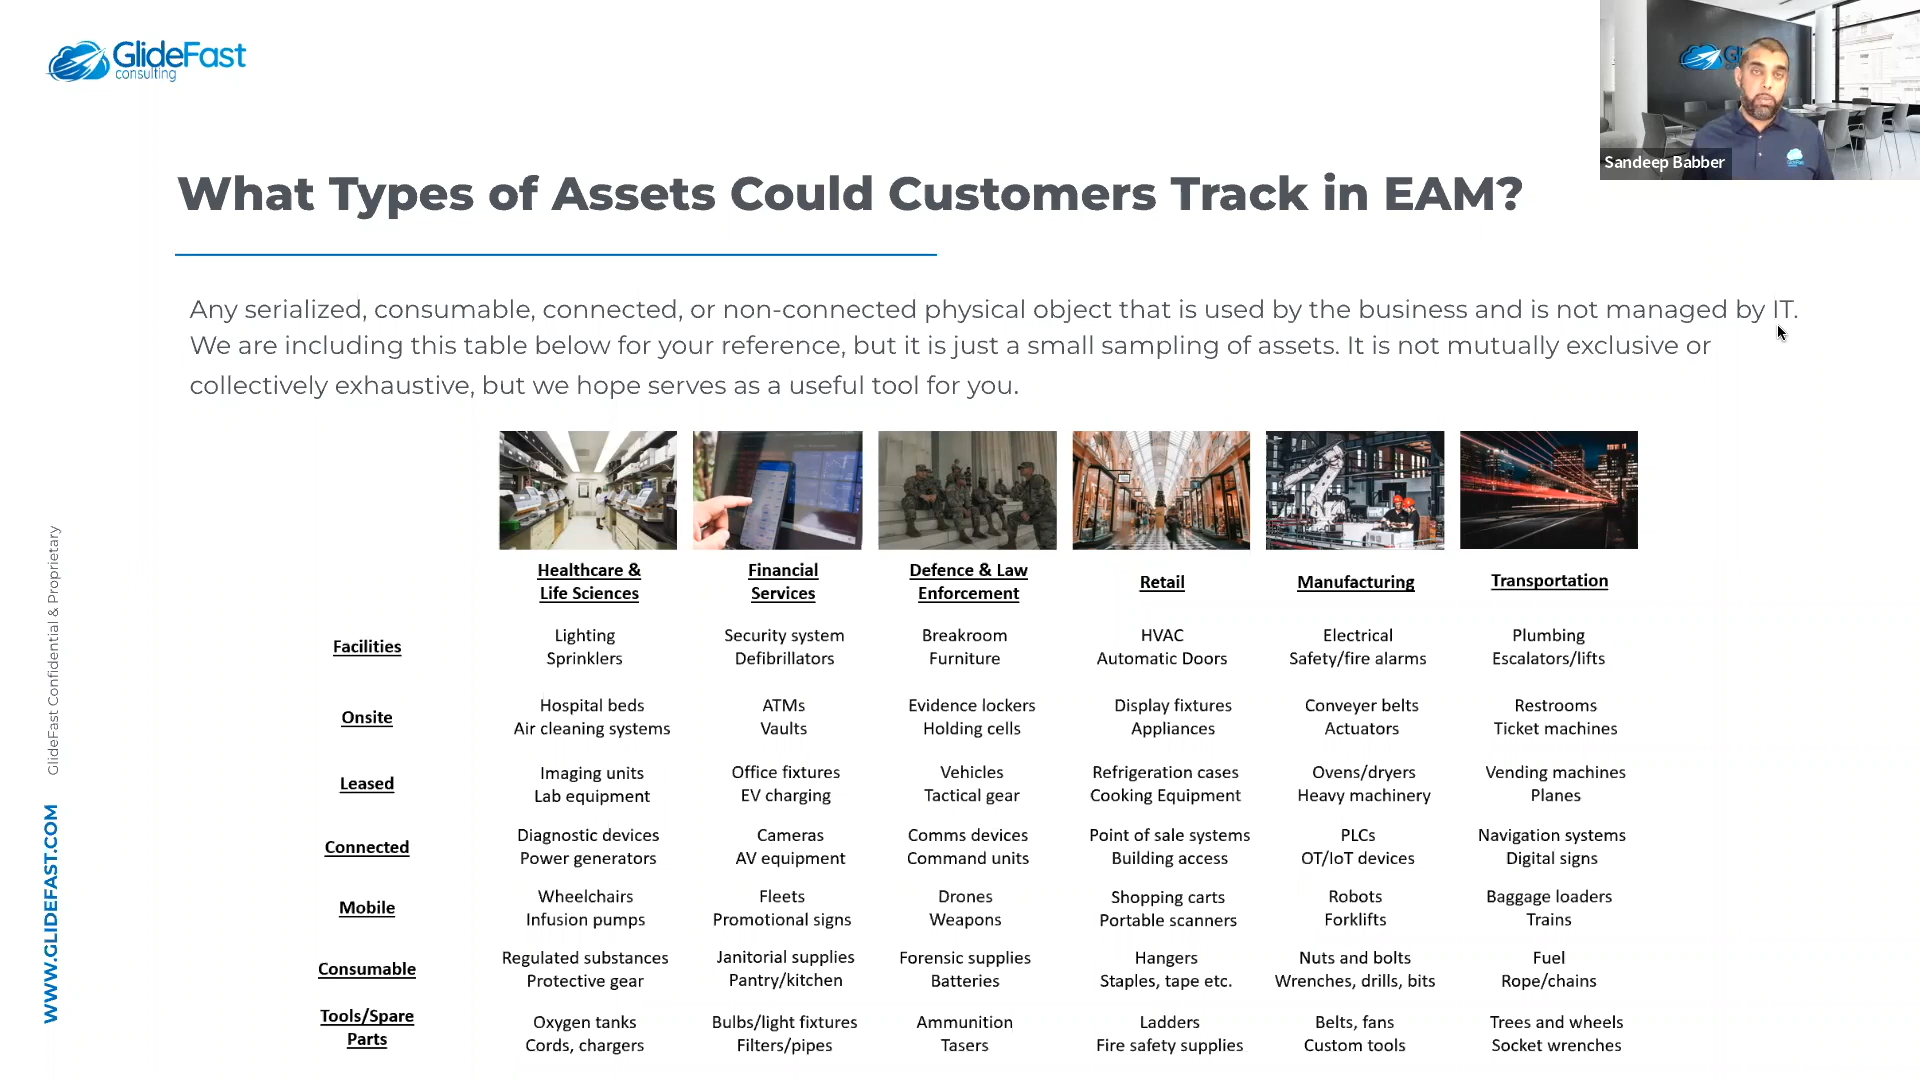 GlideFast
consulting
Sandeep Babber
What Types of Assets Could Customers Track in EAM?
Any serialized, consumable, connected, or non-connected physical object that is used by the business and is not managed by IT.
We are including this table below for your reference, but it is just a small sampling of assets. It is not mutually exclusive or
collectively exhaustive, but we hope serves as a useful tool for you.
Healthcare &
Life Sciences
Financial
Services
Defence & Law
Enforcement
Retail
Manufacturing
Transportation
Facilities
Lighting
Sprinklers
Security system
Defibrillators
Breakroom
Furniture
HVAC
Automatic Doors
Electrical
Safety/fire alarms
Plumbing
Escalators/lifts
Onsite
Hospital beds
Air cleaning systems
ATMs
Vaults
Evidence lockers
Holding cells
Display fixtures
Appliances
Conveyer belts
Actuators
Restrooms
Ticket machines
Leased
Imaging units
Lab equipment
Office fixtures
EV charging
Vehicles
Tactical gear
Refrigeration cases
Cooking Equipment
Ovens/dryers
Heavy machinery
Vending machines
Planes
Connected
Diagnostic devices
Power generators
Cameras
AV equipment
Comms devices
Command units
Point of sale systems
Building access
PLCs
OT/IoT devices
Navigation systems
Digital signs
Mobile
Wheelchairs
Infusion pumps
Fleets
Promotional signs
Drones
Weapons
Shopping carts
Portable scanners
Robots
Forklifts
Baggage loaders
Trains
Consumable
Regulated substances
Protective gear
Janitorial supplies
Pantry/kitchen
Forensic supplies
Batteries
Hangers
Staples, tape etc.
Nuts and bolts
Wrenches, drills, bits
Fuel
Rope/chains
Tools/Spare
Parts
Oxygen tanks
Cords, chargers
Bulbs/light fixtures
Filters/pipes
Ammunition
Tasers
Ladders
Fire safety supplies
Belts, fans
Custom tools
Trees and wheels
Socket wrenches
GlideFast Confidential & Proprietary
WWW.GLIDEFAST.COM